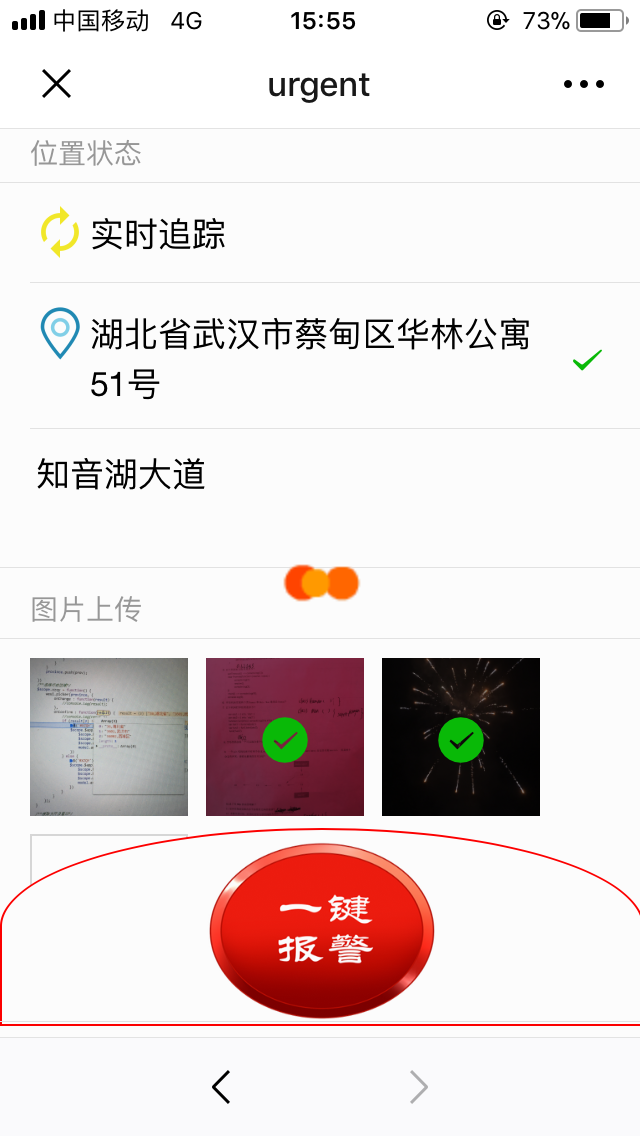 中国移动 4G 15:55 73%
urgent
位置状态
实时追踪
湖北省武汉市蔡甸区华林公寓
51号
知音湖大道
图片上传
一键
报警